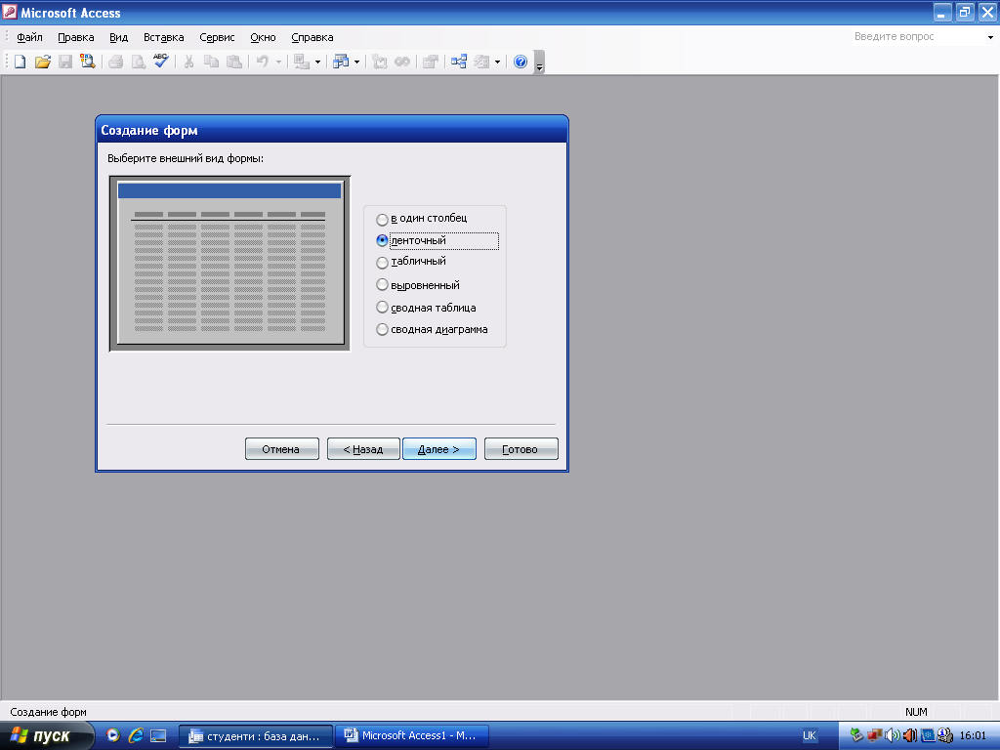 Microsoft Access
Файл Правка Вид Вставка Сервис Окно Справка Введите вопрос
ABC
Создание форм
Выберите внешний вид формы:
в один столбец
ленточный
табличный
выровненный
сводная таблица
сводная диаграмма
Отмена < Назад Далее > Готово
Создание форм NUM
пуск студенти : база дан... Microsoft Access1 - M... UK 16:01